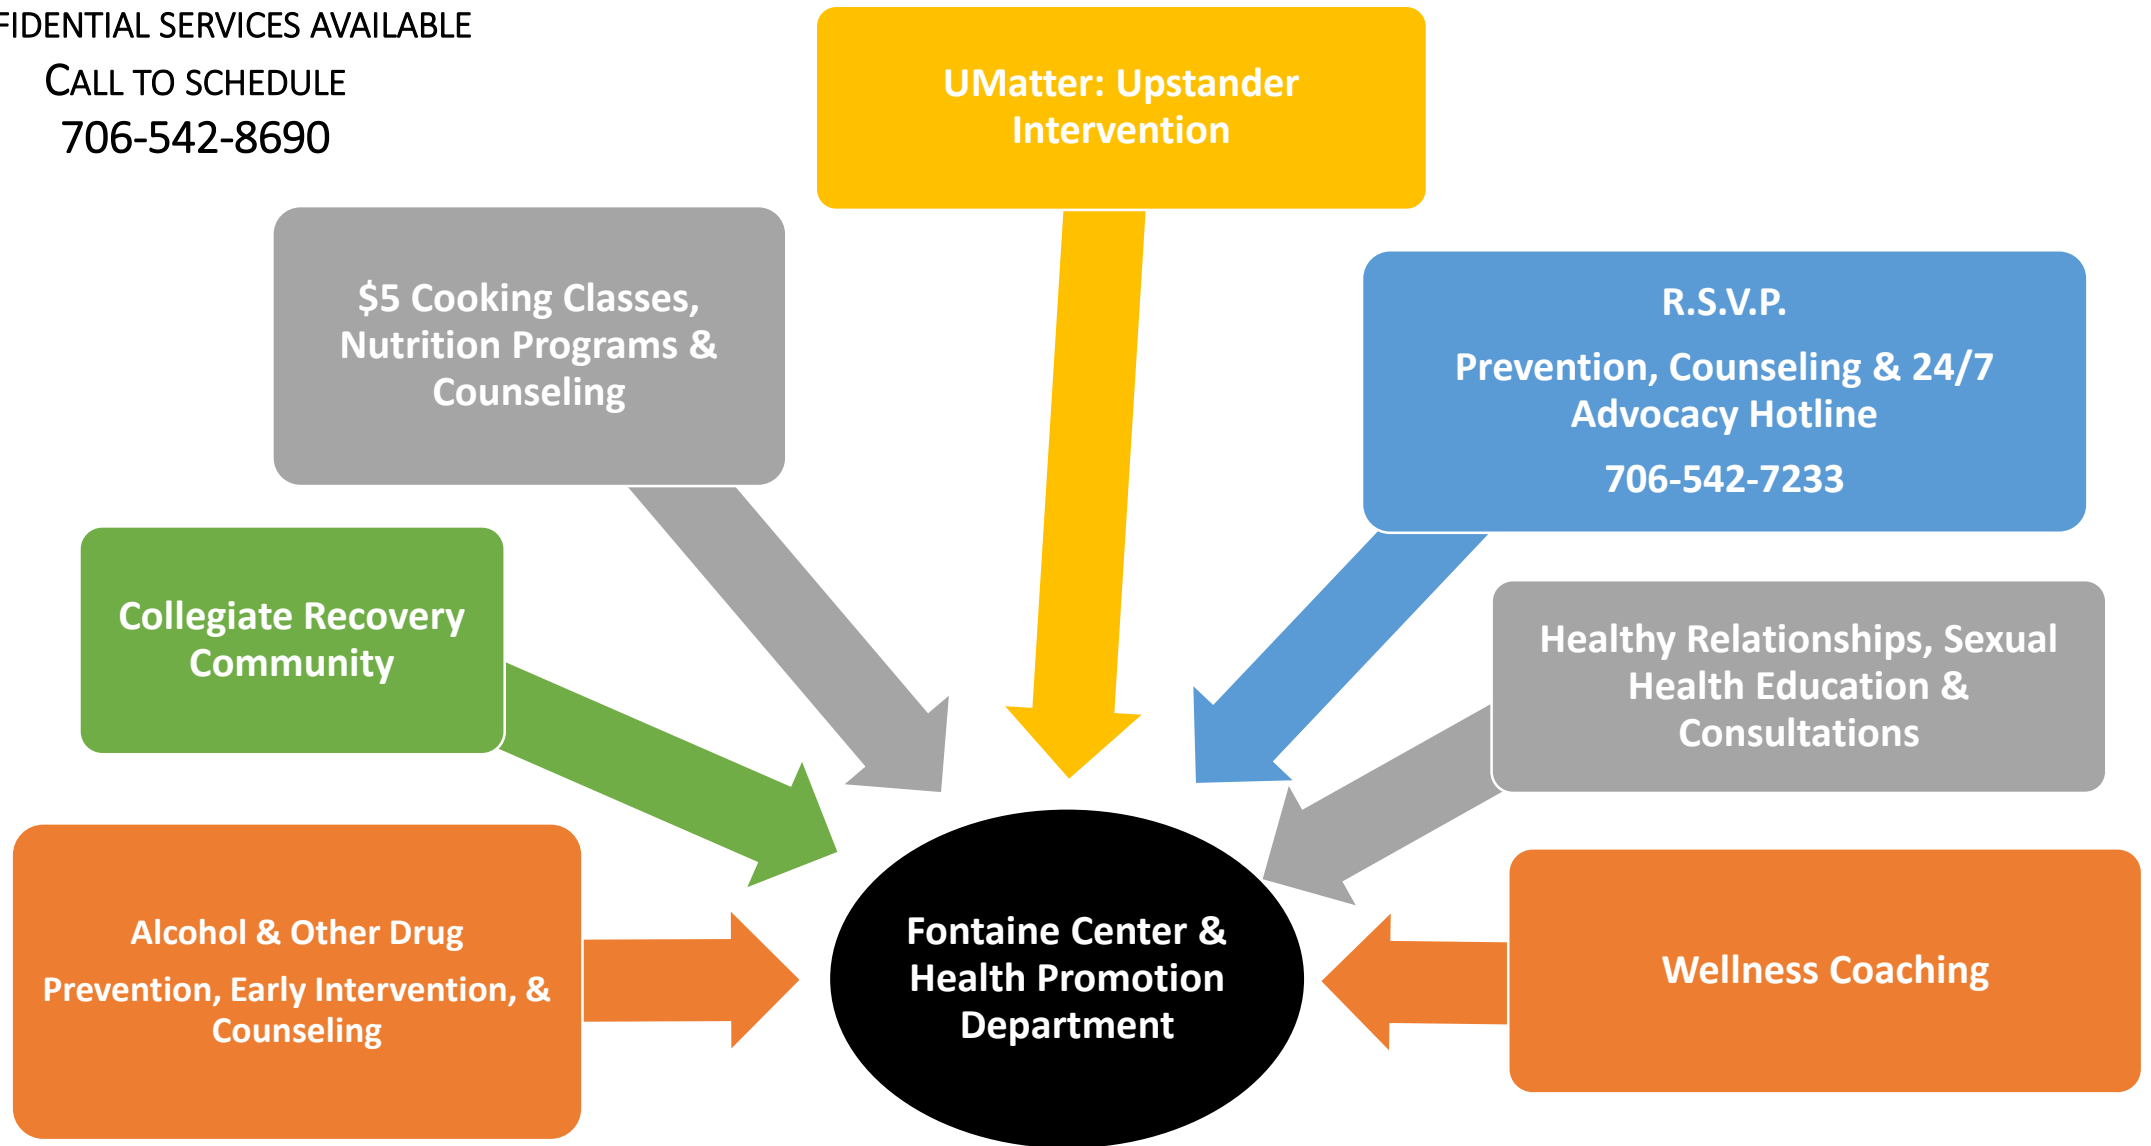 FIDENTIAL SERVICES AVAILABLE
CALL TO SCHEDULE
706-542-8690
UMatter: Upstander
Intervention
$5 Cooking Classes,
Nutrition Programs &
Counseling
R.S.V.P.
Prevention, Counseling & 24/7
Advocacy Hotline
706-542-7233
Collegiate Recovery
Community
Healthy Relationships, Sexual
Health Education &
Consultations
Alcohol & Other Drug
Prevention, Early Intervention, &
Counseling
Fontaine Center &
Health Promotion
Department
Wellness Coaching